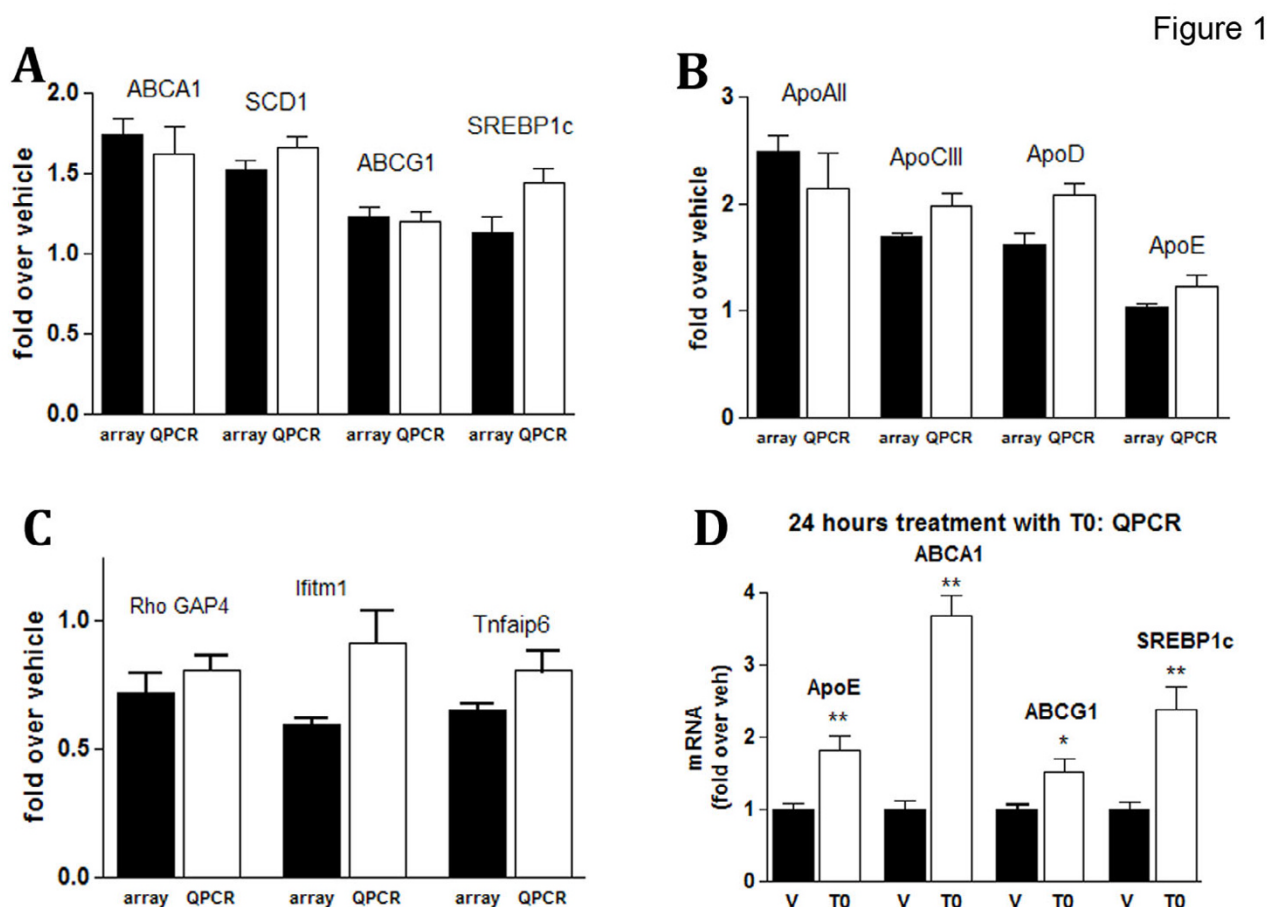 Figure 1
A
ABCA1
SCD1
ABCG1
SREBP1c
fold over vehicle
2.0
1.5
1.0
0.5
0.0
array QPCR array QPCR array QPCR array QPCR
B
ApoAII
ApoCIII
ApoD
ApoE
fold over vehicle
3
2
1
0
array QPCR array QPCR array QPCR array QPCR
C
Rho GAP4
Ifitm1
Tnfaip6
fold over vehicle
1.0
0.5
0.0
array QPCR array QPCR array QPCR
D
24 hours treatment with T0: QPCR
ABCA1
**
SREBP1c
**
ApoE
**
ABCG1
*
mRNA
(fold over veh)
4
3
2
1
0
V T0 V T0 V T0 V T0